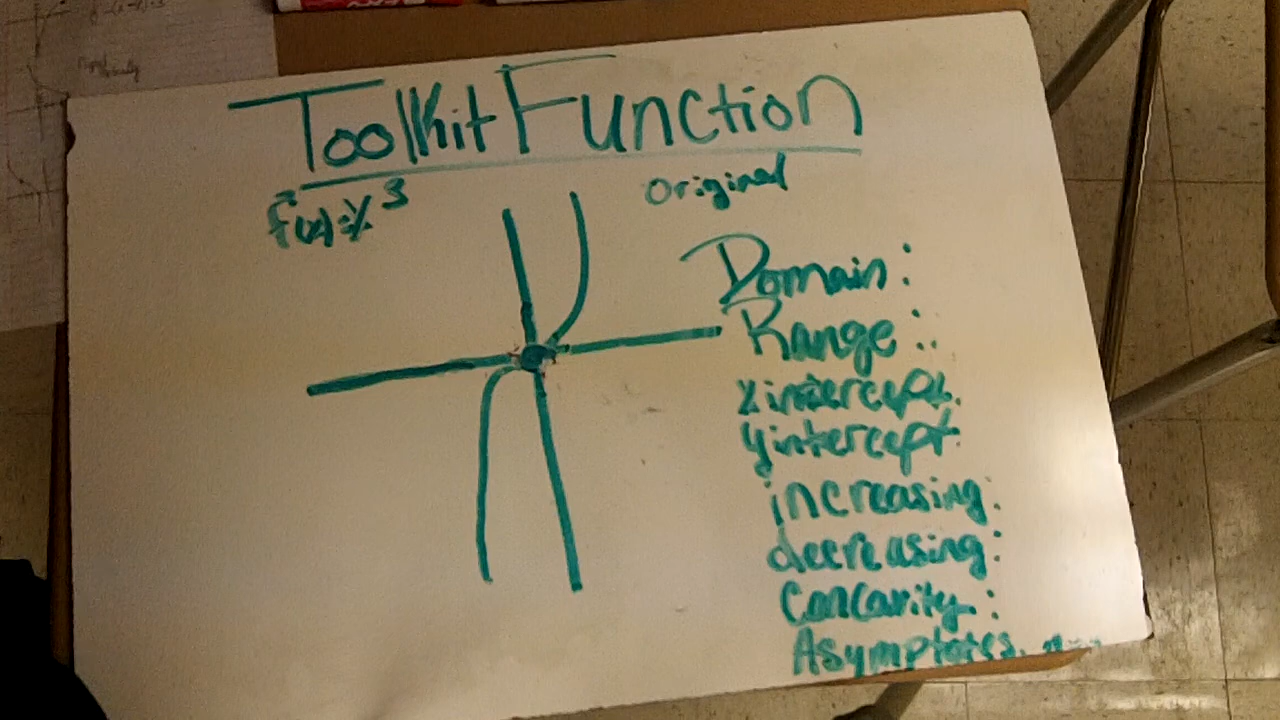 Toolkit Function
f(x)=x³
Original
Domain:
Range:
x intercept:
y intercept:
increasing:
decreasing:
Concavity:
Asymptotes: